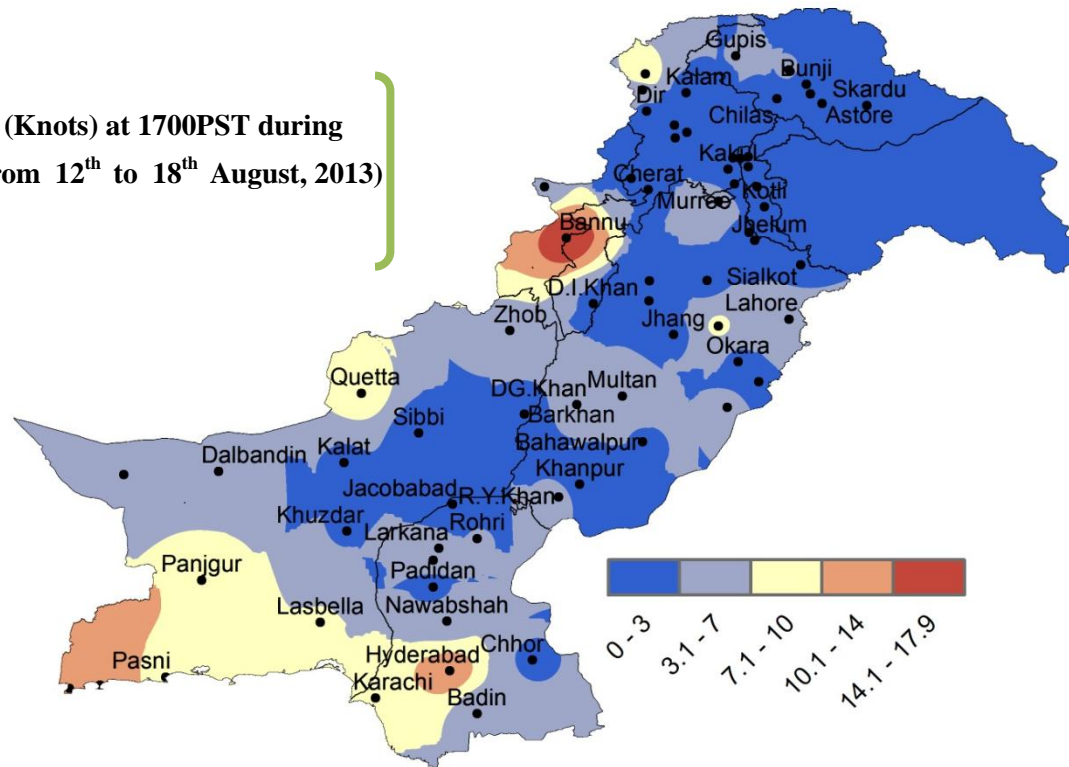 (Knots) at 1700PST during
rom 12th to 18th August, 2013)
Gupis
Bunji
Kalam
Skardu
Dir
Chilas
Astore
Kakul
Cherat
Murree
Kotli
Bannu
Jhelum
Sialkot
D.I.Khan
Lahore
Zhob
Jhang
Okara
Quetta
DG.Khan
Multan
Sibbi
Barkhan
Kalat
Bahawalpur
Dalbandin
Khanpur
Jacobabad
R.Y.Khan
Khuzdar
Rohri
Larkana
Panjgur
Padidan
Lasbella
Nawabshah
Chhor
Pasni
Hyderabad
Karachi
Badin
0 - 3
3.1 - 7
7.1 - 10
10.1 - 14
14.1 - 17.9